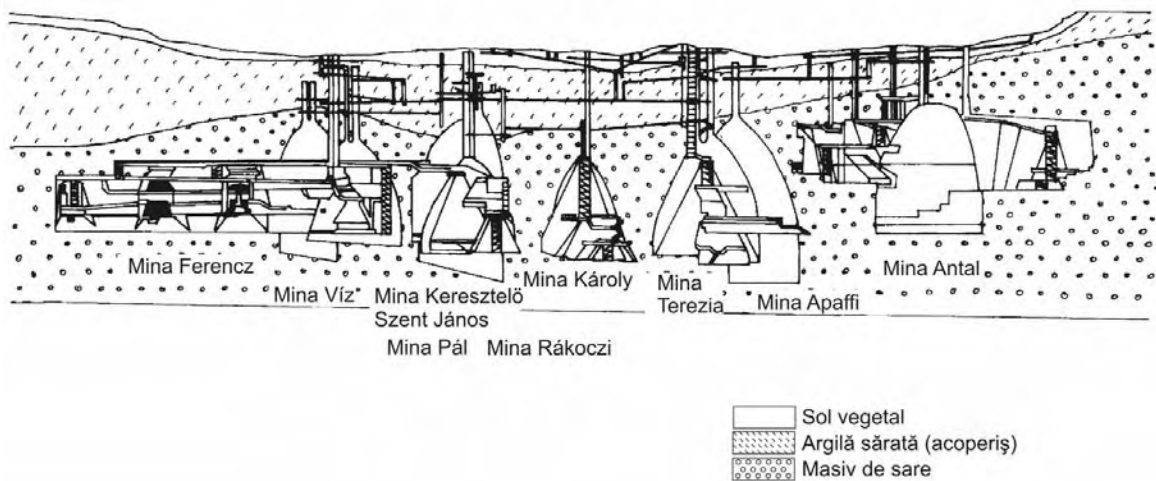 Mina Ferencz
Mina Víz"
Mina Keresztelö
Szent János
Mina Pál
Mina Rákoczi
Mina Károly
Mina
Terezia
Mina Apaffi
Mina Antal
Sol vegetal
Argilă sărată (acoperiş)
Masiv de sare